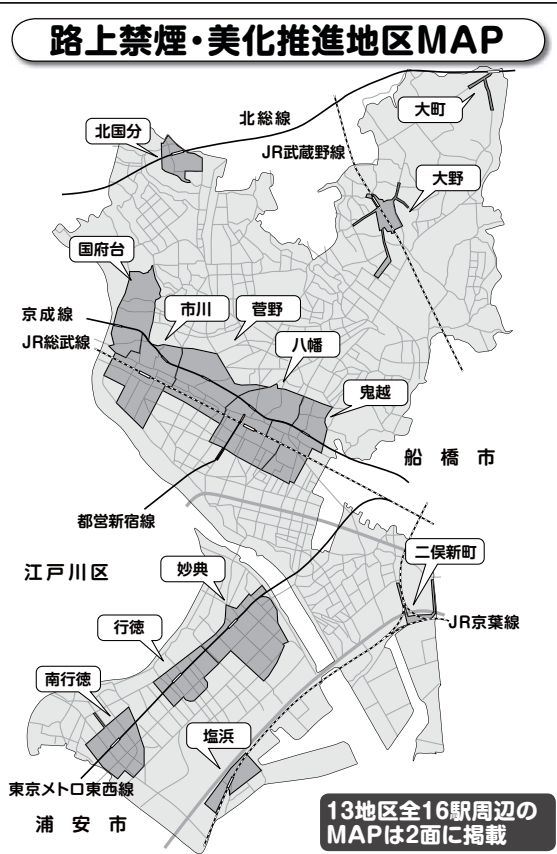 路上禁煙・美化推進地区MAP
大町
北総線
北国分
JR武蔵野線
大野
国府台
市川
菅野
京成線
JR総武線
八幡
鬼越
船橋市
都営新宿線
二俣新町
江戸川区
妙典
JR京葉線
行徳
南行徳
塩浜
東京メトロ東西線
浦安市
13地区全16駅周辺の
MAPは2面に掲載